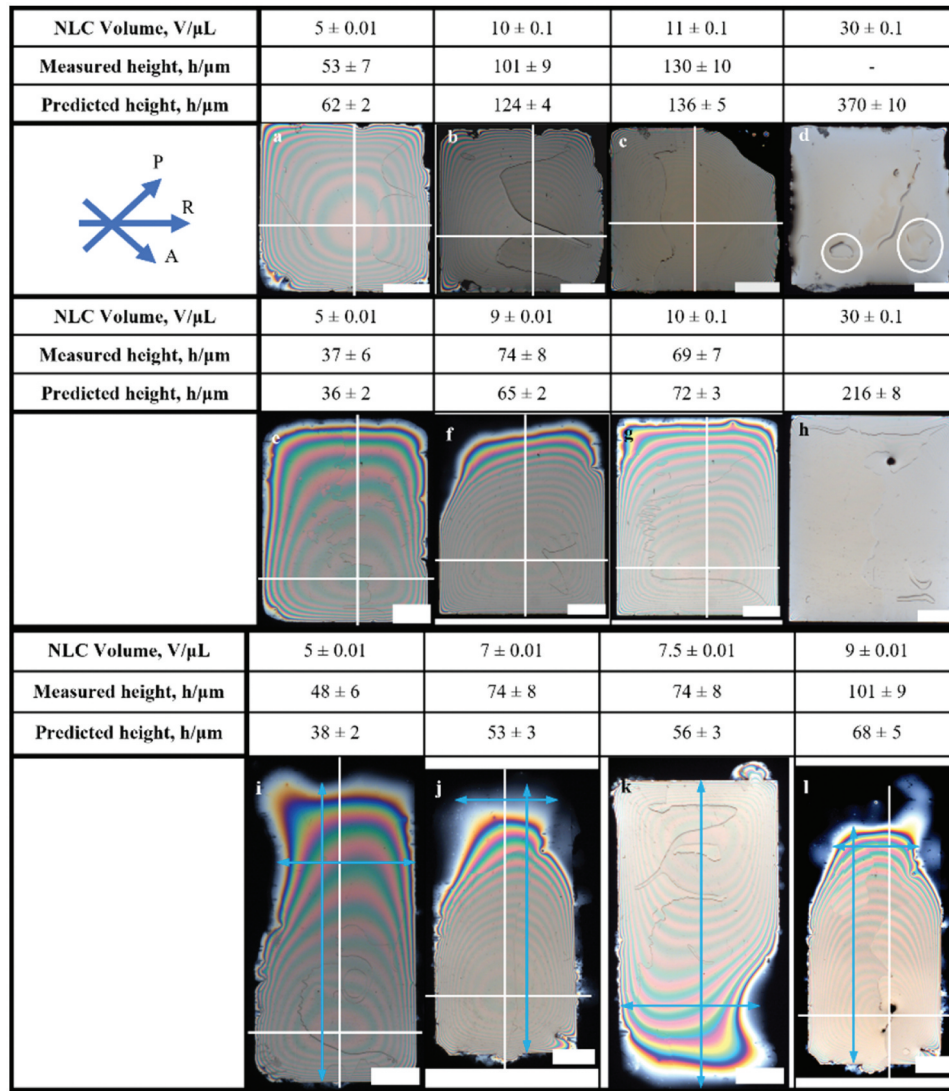 NLC Volume, V/μL 5 ± 0.01 10 ± 0.1 11 ± 0.1 30 ± 0.1
Measured height, h/μm 53 ± 7 101 ± 9 130 ± 10 -
Predicted height, h/μm 62 ± 2 124 ± 4 136 ± 5 370 ± 10
a b c d
P
R
A
NLC Volume, V/μL 5 ± 0.01 9 ± 0.01 10 ± 0.1 30 ± 0.1
Measured height, h/μm 37 ± 6 74 ± 8 69 ± 7
Predicted height, h/μm 36 ± 2 65 ± 2 72 ± 3 216 ± 8
e f g h
NLC Volume, V/μL 5 ± 0.01 7 ± 0.01 7.5 ± 0.01 9 ± 0.01
Measured height, h/μm 48 ± 6 74 ± 8 74 ± 8 101 ± 9
Predicted height, h/μm 38 ± 2 53 ± 3 56 ± 3 68 ± 5
i j k l